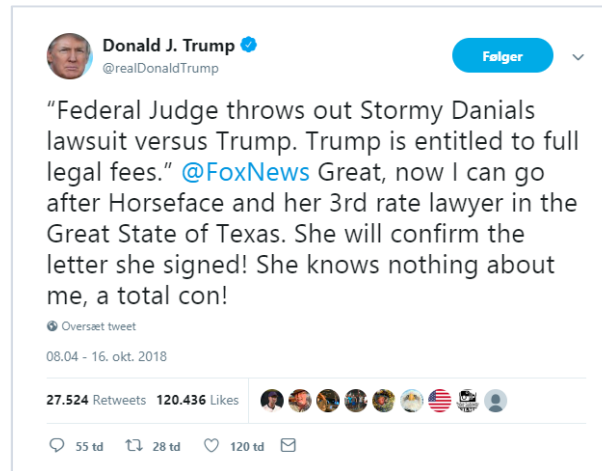 Donald J. Trump
@realDonaldTrump
Følger
“Federal Judge throws out Stormy Danials
lawsuit versus Trump. Trump is entitled to full
legal fees.” @FoxNews Great, now I can go
after Horseface and her 3rd rate lawyer in the
Great State of Texas. She will confirm the
letter she signed! She knows nothing about
me, a total con!
Oversæt tweet
08.04 - 16. okt. 2018
27.524 Retweets 120.436 Likes
55 td 28 td 120 td